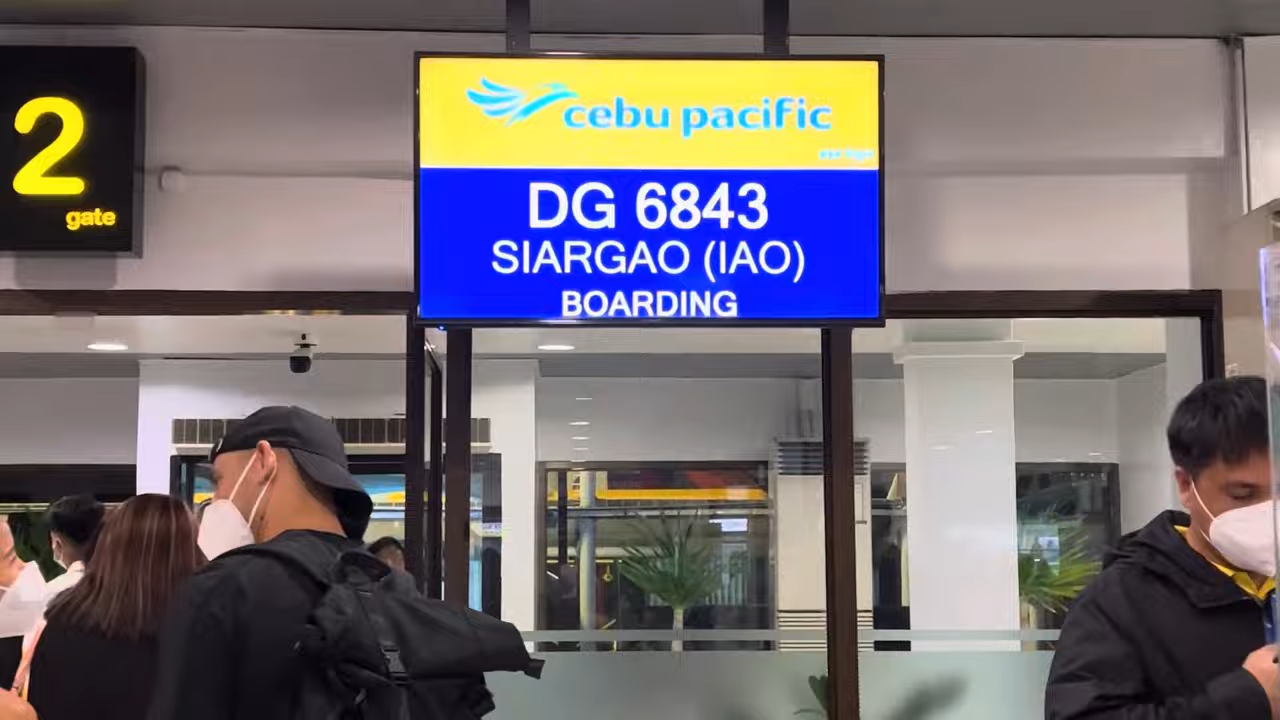 2
gate
cebu pacific
DG 6843
SIARGAO (IAO)
BOARDING